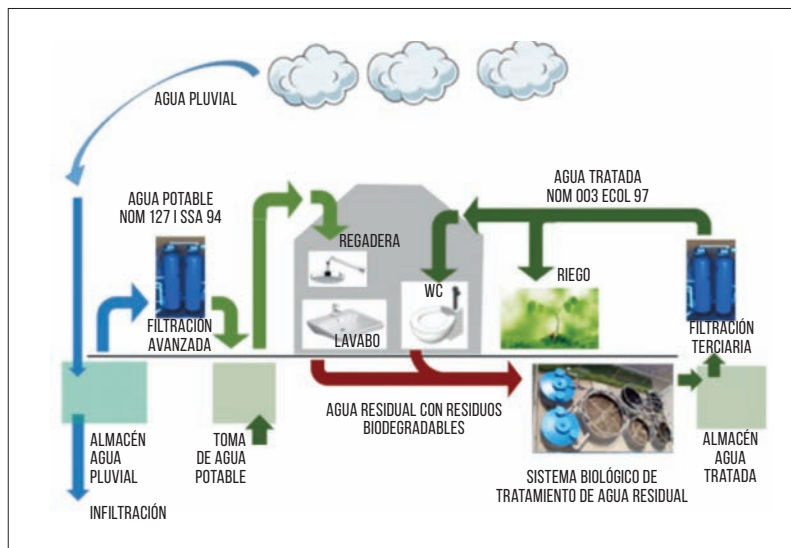 AGUA PLUVIAL
AGUA POTABLE
NOM 127 I SSA 94
AGUA TRATADA
NOM 003 ECOL 97
REGADERA
WC
RIEGO
LAVABO
FILTRACIÓN
AVANZADA
FILTRACIÓN
TERCIARIA
ALMACÉN
AGUA
PLUVIAL
TOMA
DE AGUA
POTABLE
AGUA RESIDUAL CON RESIDUOS
BIODEGRADABLES
SISTEMA BIOLÓGICO DE
TRATAMIENTO DE AGUA RESIDUAL
ALMACÉN
AGUA
TRATADA
INFILTRACIÓN